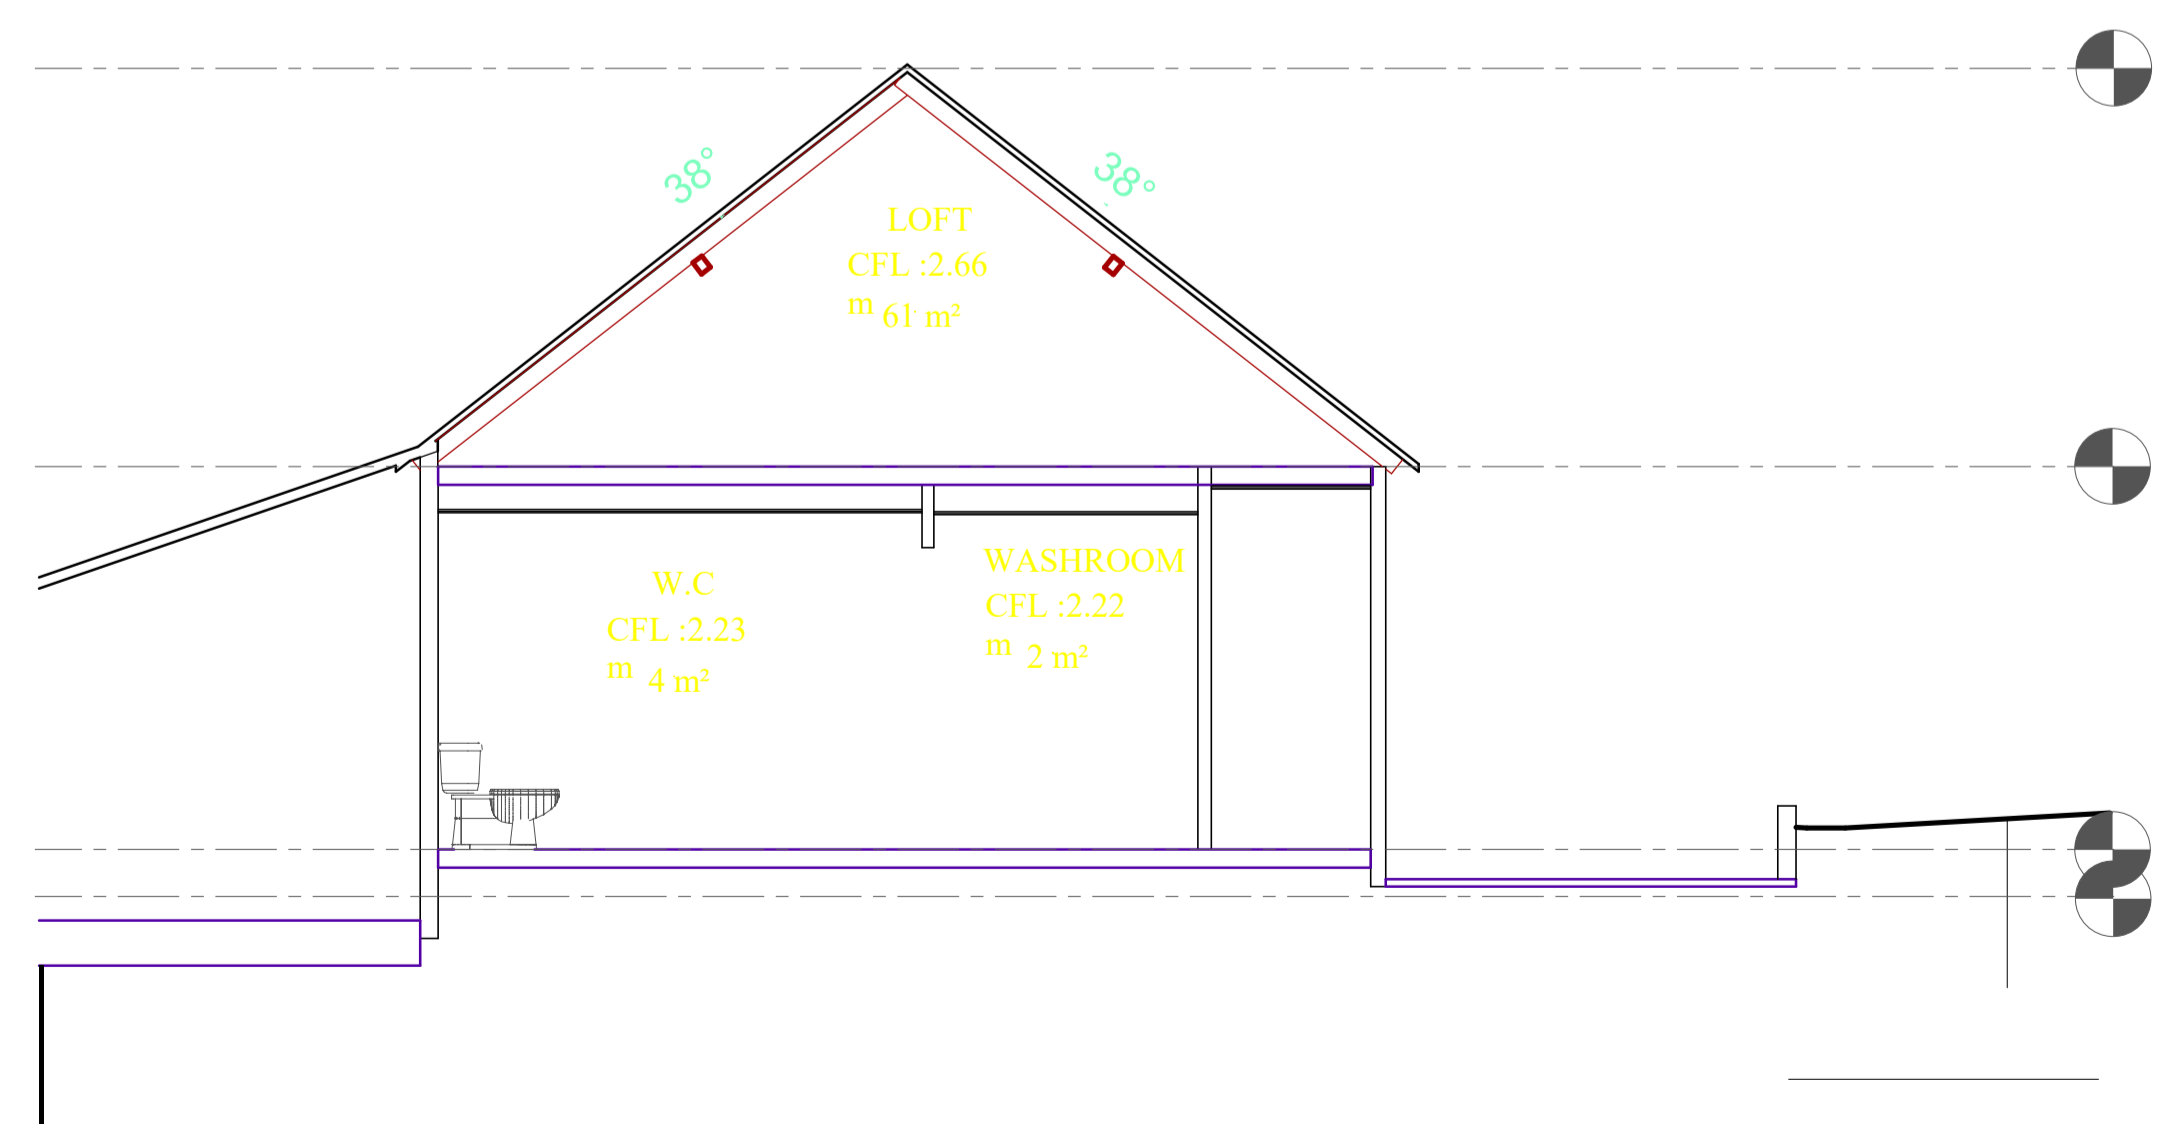 38°
38°
LOFT
CFL :2.66
m 61 m²
W.C
CFL :2.23
m 4 m²
WASHROOM
CFL :2.22
m 2 m²